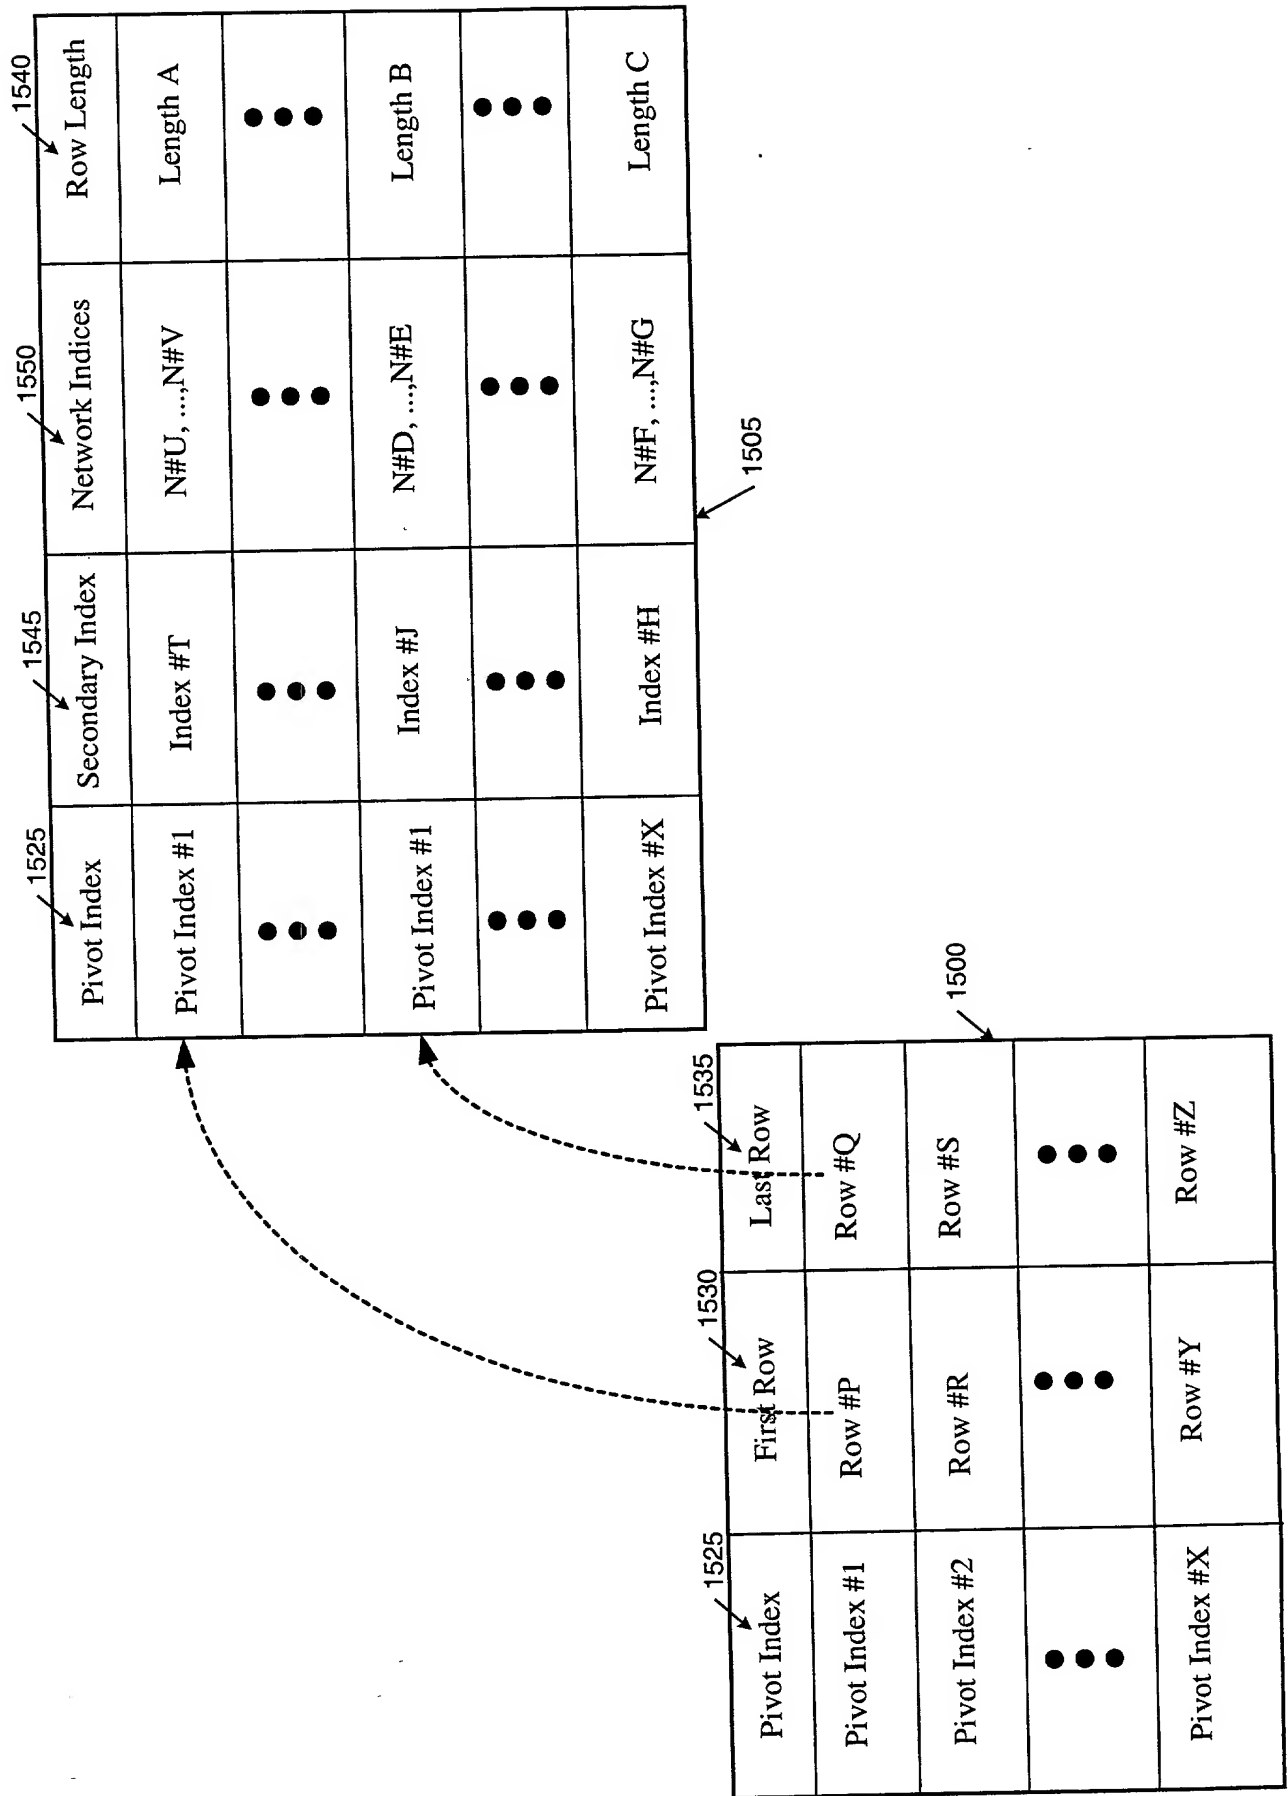 1525 1530 1535
Pivot Index First Row Last Row
Pivot Index #1 Row #P Row #Q
Pivot Index #2 Row #R Row #S
Pivot Index #X Row #Y Row #Z
1500
1525 1545 1550 1540
Pivot Index Secondary Index Network Indices Row Length
Pivot Index #1 Index #T N#U, ...,N#V Length A
Pivot Index #1 Index #J N#D, ...,N#E Length B
Pivot Index #X Index #H N#F, ...,N#G Length C
1505